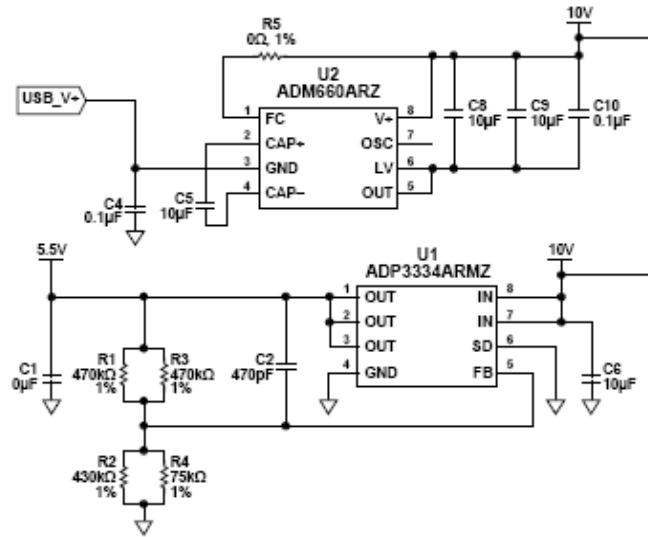 R5
0Ω, 1%
10V
U2
ADM660ARZ
USB_V+
1 FC V+ 8
2 CAP+ OSC 7
3 GND LV 6
4 CAP– OUT 5
C8
10µF
C9
10µF
C10
0.1µF
C4
0.1µF
C5
10µF
5.5V
U1
ADP3334ARMZ
10V
1 OUT IN 8
2 OUT IN 7
3 OUT SD 6
4 GND FB 5
C1
0µF
R1
470kΩ
1%
R3
470kΩ
1%
C2
470pF
C6
10µF
R2
430kΩ
1%
R4
75kΩ
1%